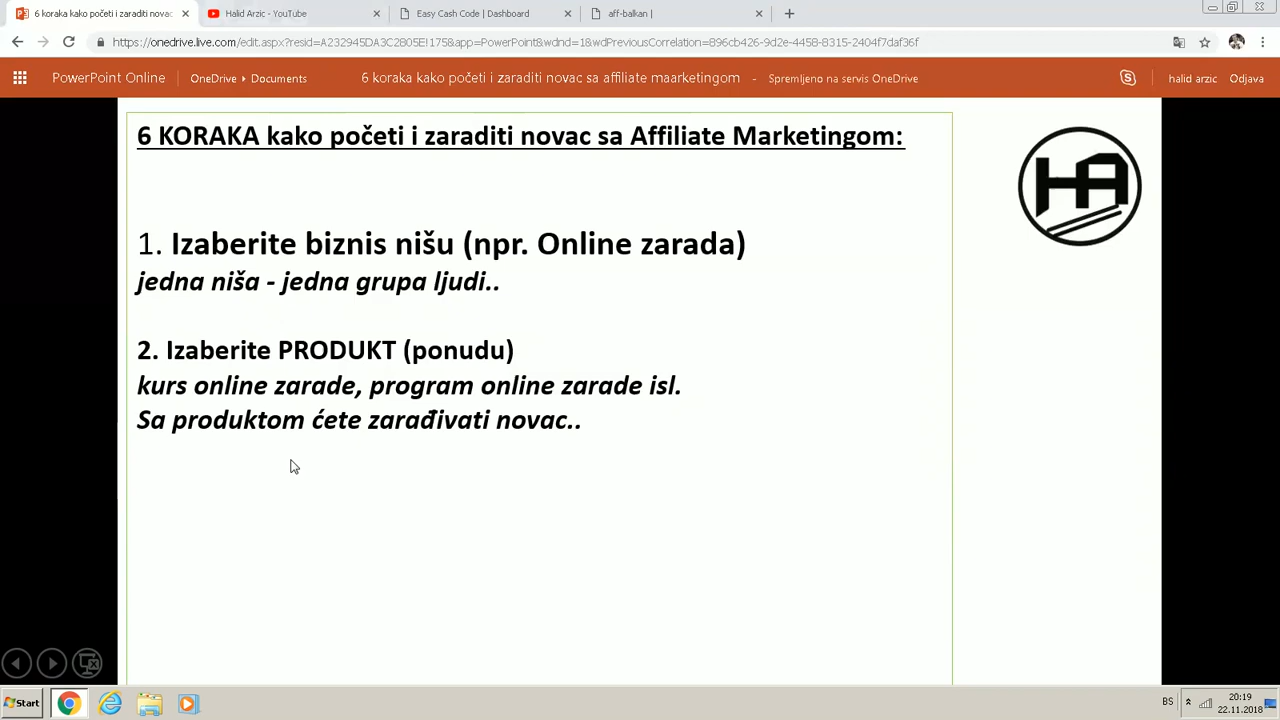 6 koraka kako početi i zaraditi novac
Halid Arzic - YouTube
Easy Cash Code | Dashboard
aff-balkan |
https://onedrive.live.com/edit.aspx?resid=A232945DA3C2805E!175&app=PowerPoint&wdnd=1&wdPreviousCorrelation=896cb426-9d2e-4458-8315-2404f7daf36f
PowerPoint Online
OneDrive ▸ Documents
6 koraka kako početi i zaraditi novac sa affiliate maarketingom
- Spremljeno na servis OneDrive
halid arzic
Odjava
6 KORAKA kako početi i zaraditi novac sa Affiliate Marketingom:
HA
1. Izaberite biznis nišu (npr. Online zarada)
jedna niša - jedna grupa ljudi..
2. Izaberite PRODUKT (ponudu)
kurs online zarade, program online zarade isl.
Sa produktom ćete zarađivati novac..
Start
BS
20:19
22.11.2018